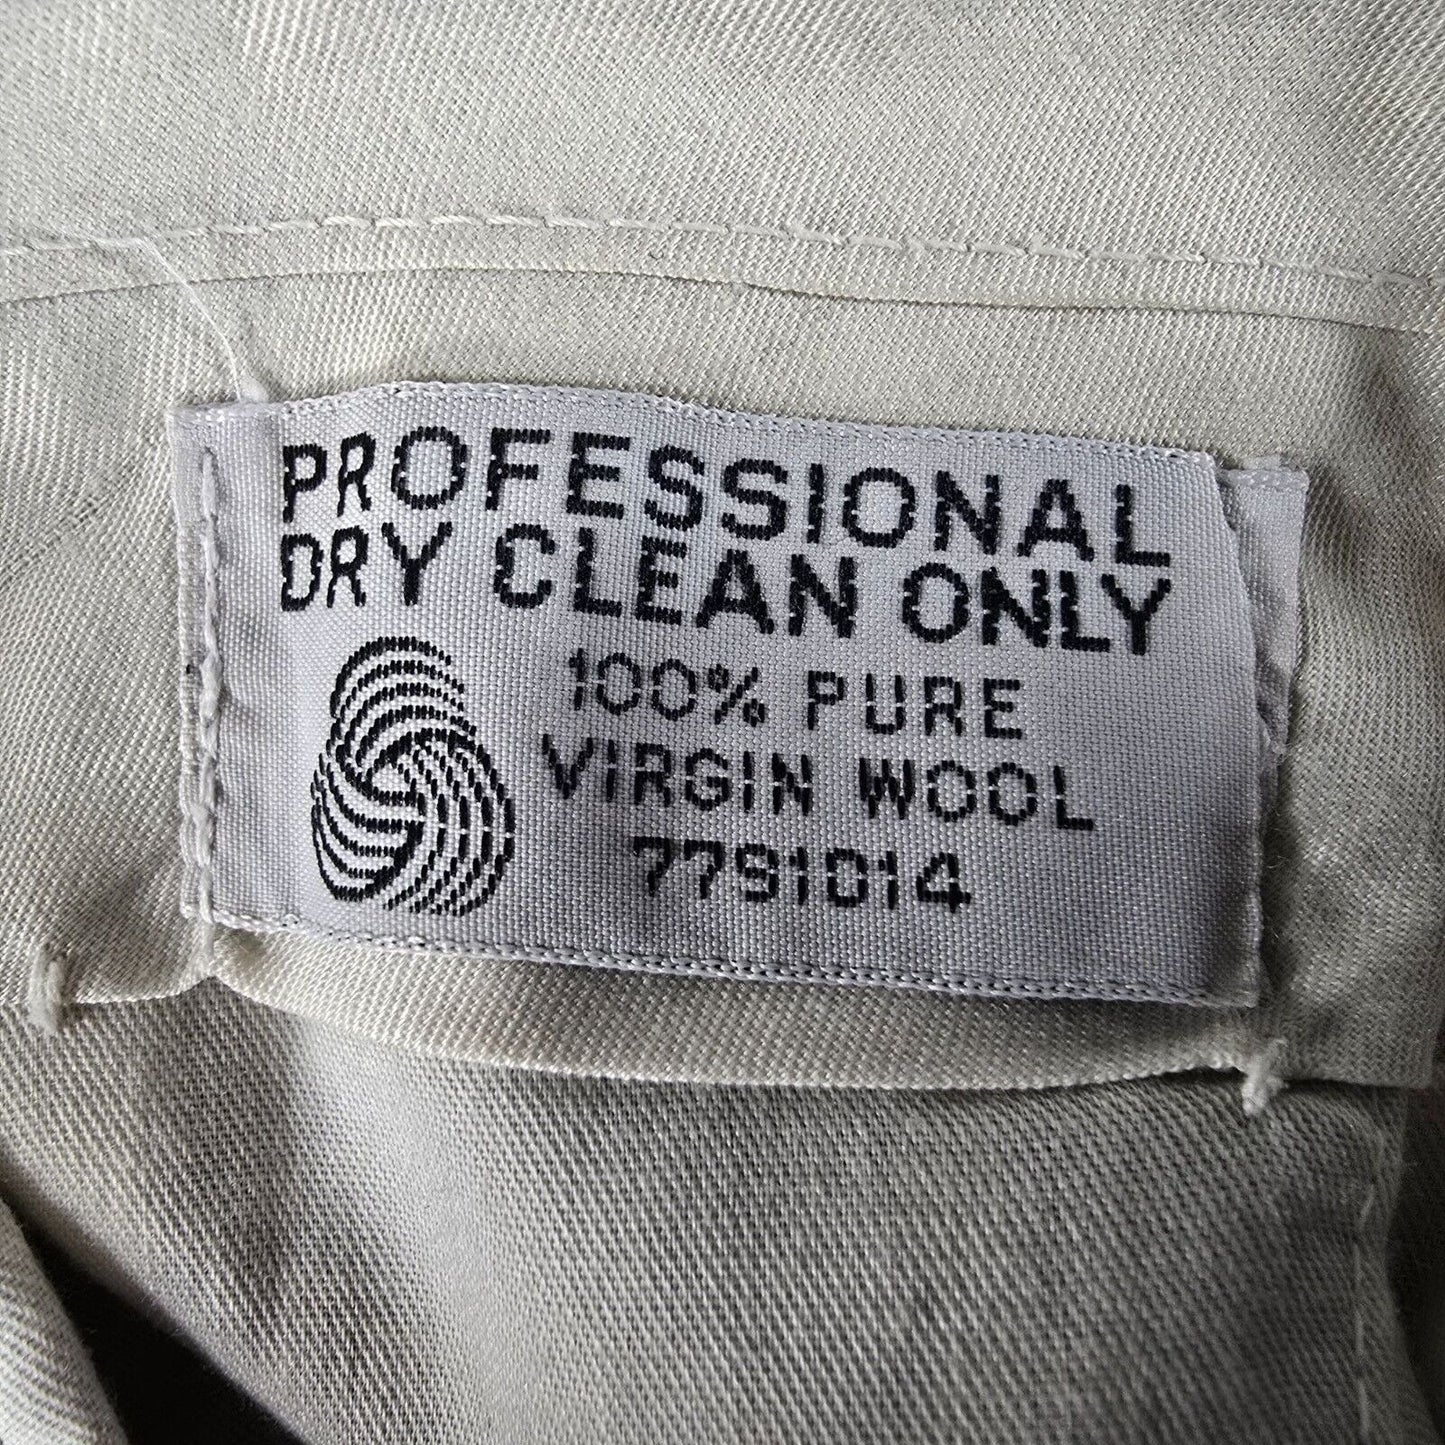 PROFESSIONAL
DRY CLEAN ONLY
100% PURE
VIRGIN WOOL
7791014